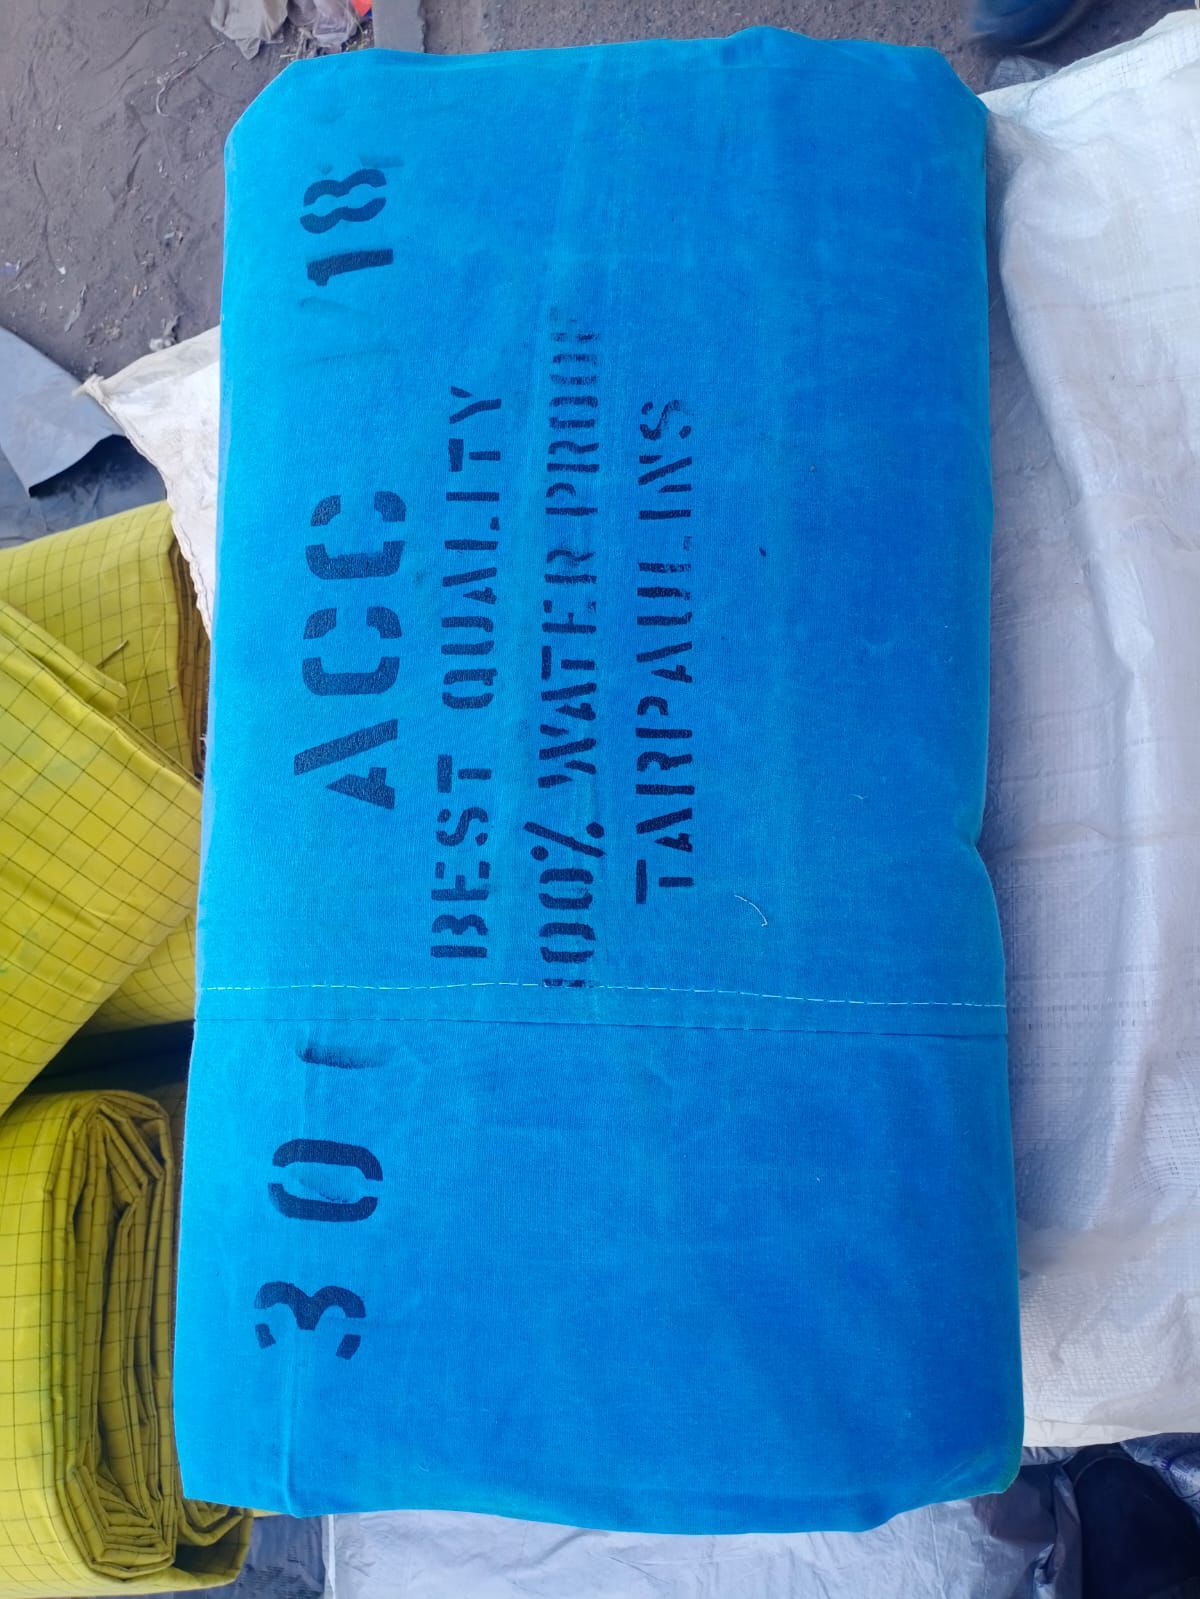 30 ACC 18
BEST QUALITY
100% WATER PROOF
TARPAULINS